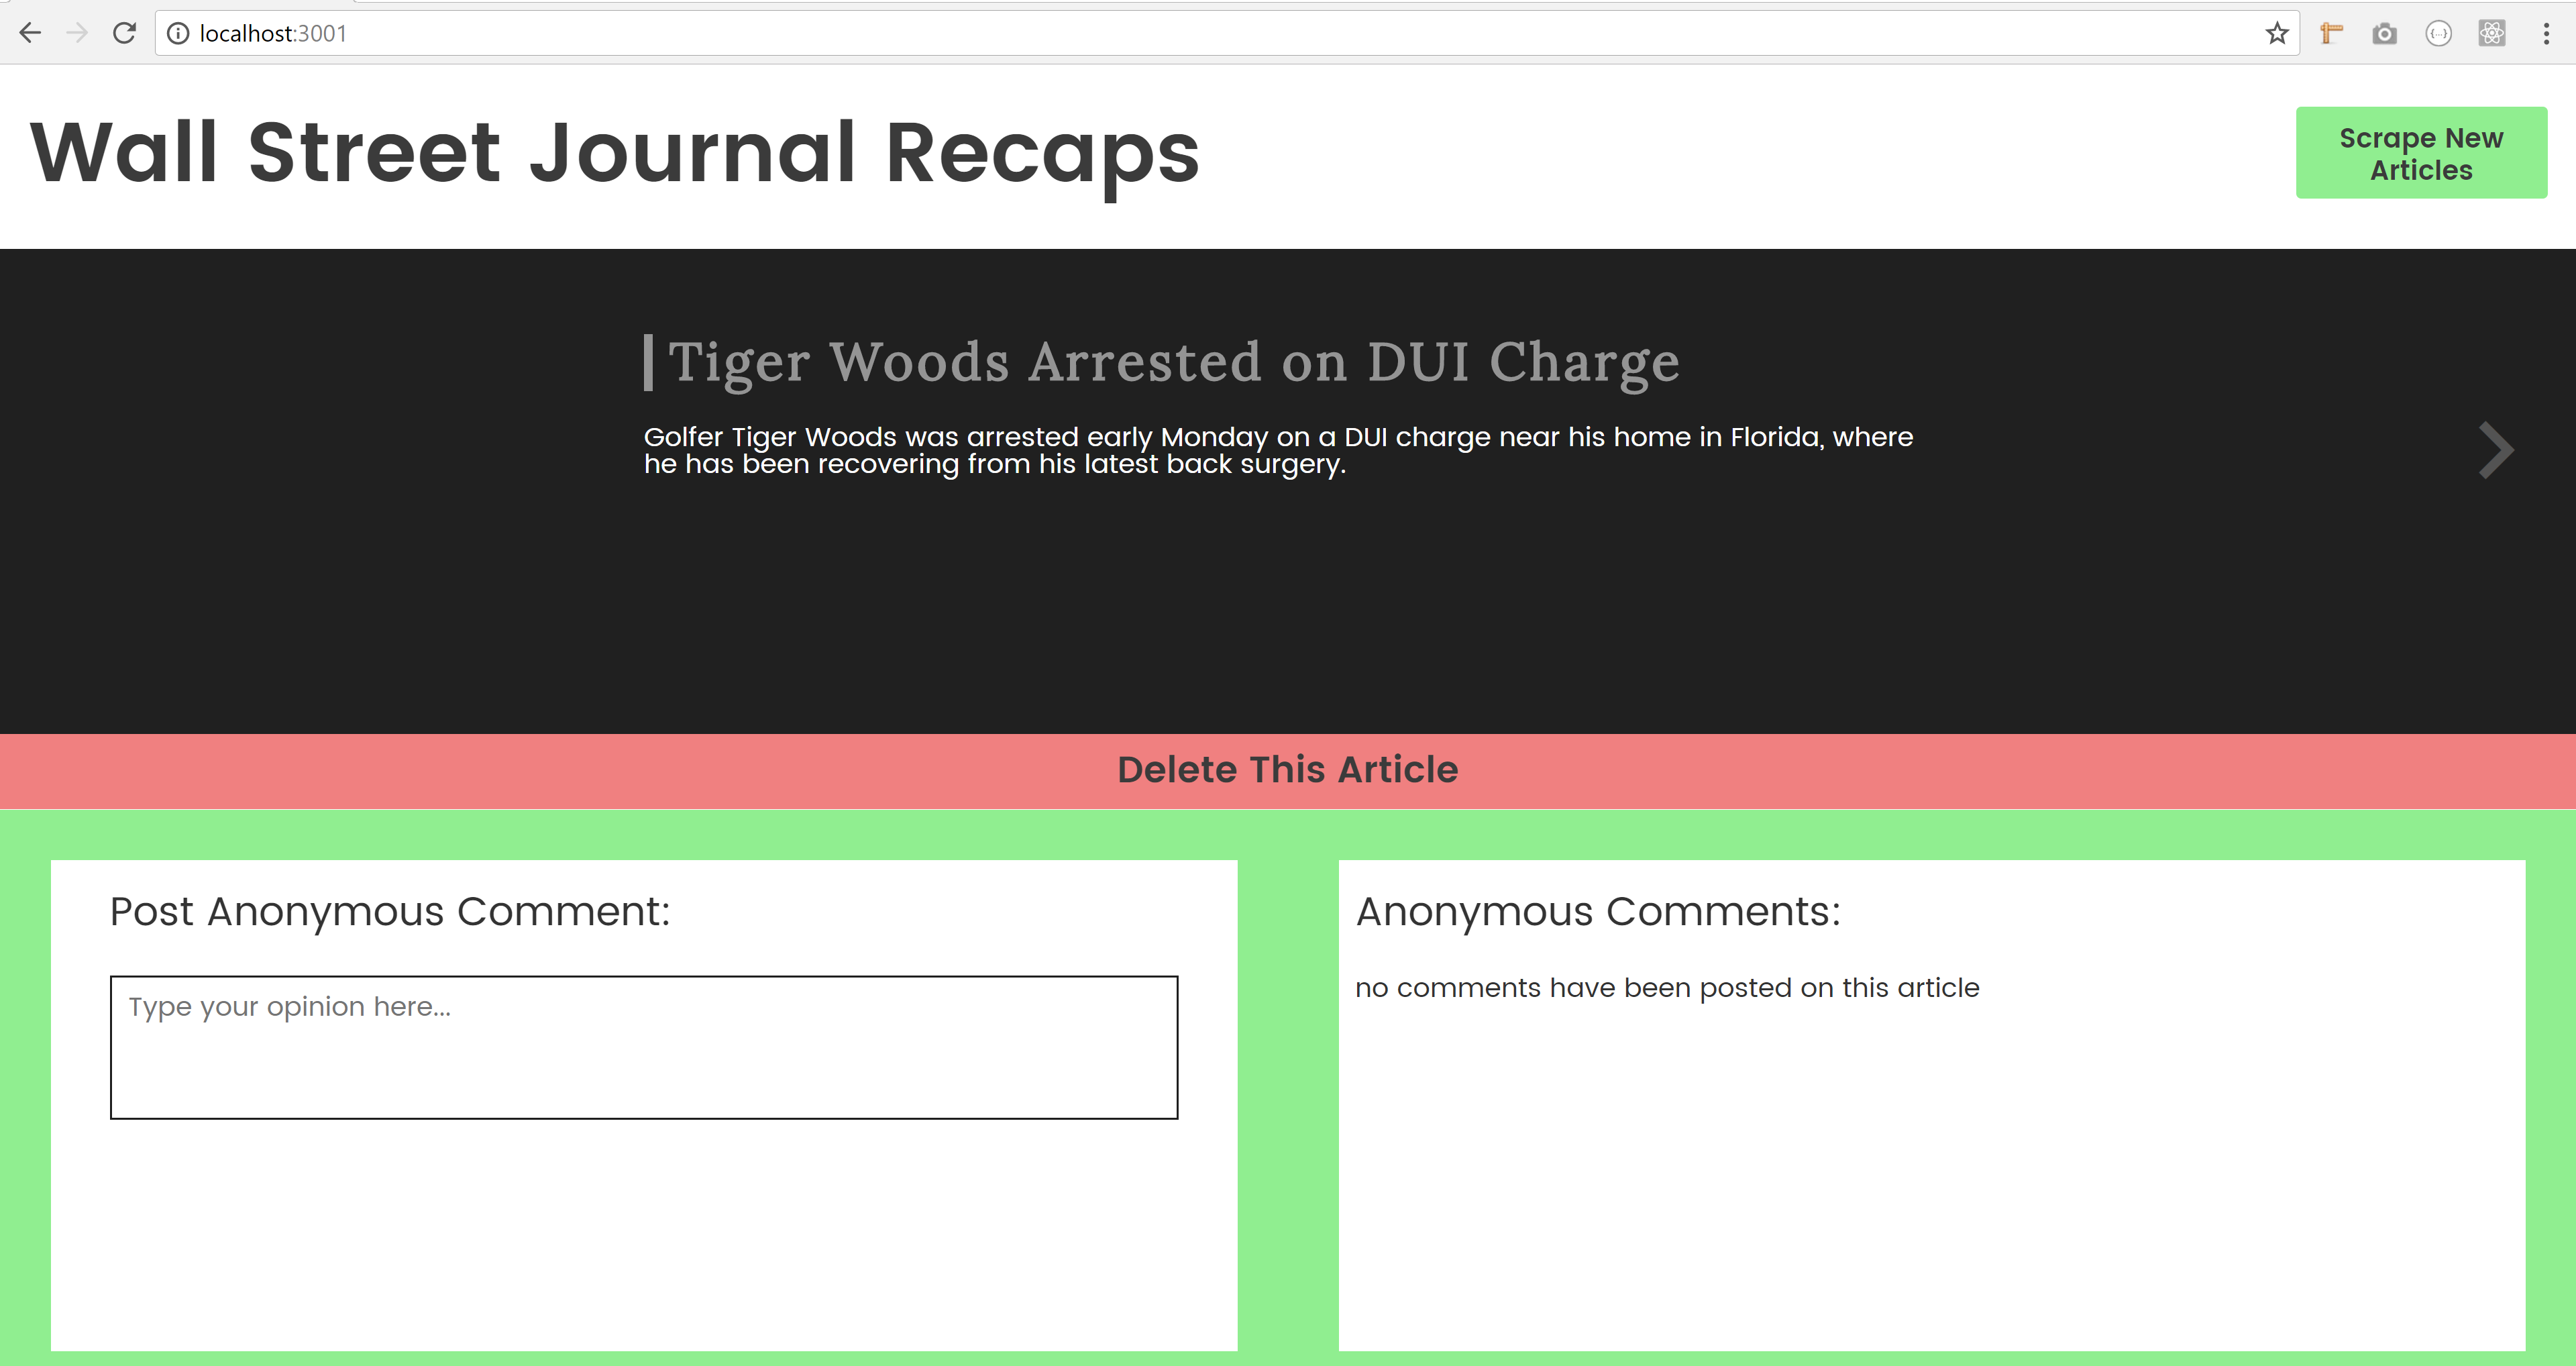 localhost:3001
Wall Street Journal Recaps
Scrape New
Articles
Tiger Woods Arrested on DUI Charge
Golfer Tiger Woods was arrested early Monday on a DUI charge near his home in Florida, where
he has been recovering from his latest back surgery.
Delete This Article
Post Anonymous Comment:
Type your opinion here...
Anonymous Comments:
no comments have been posted on this article